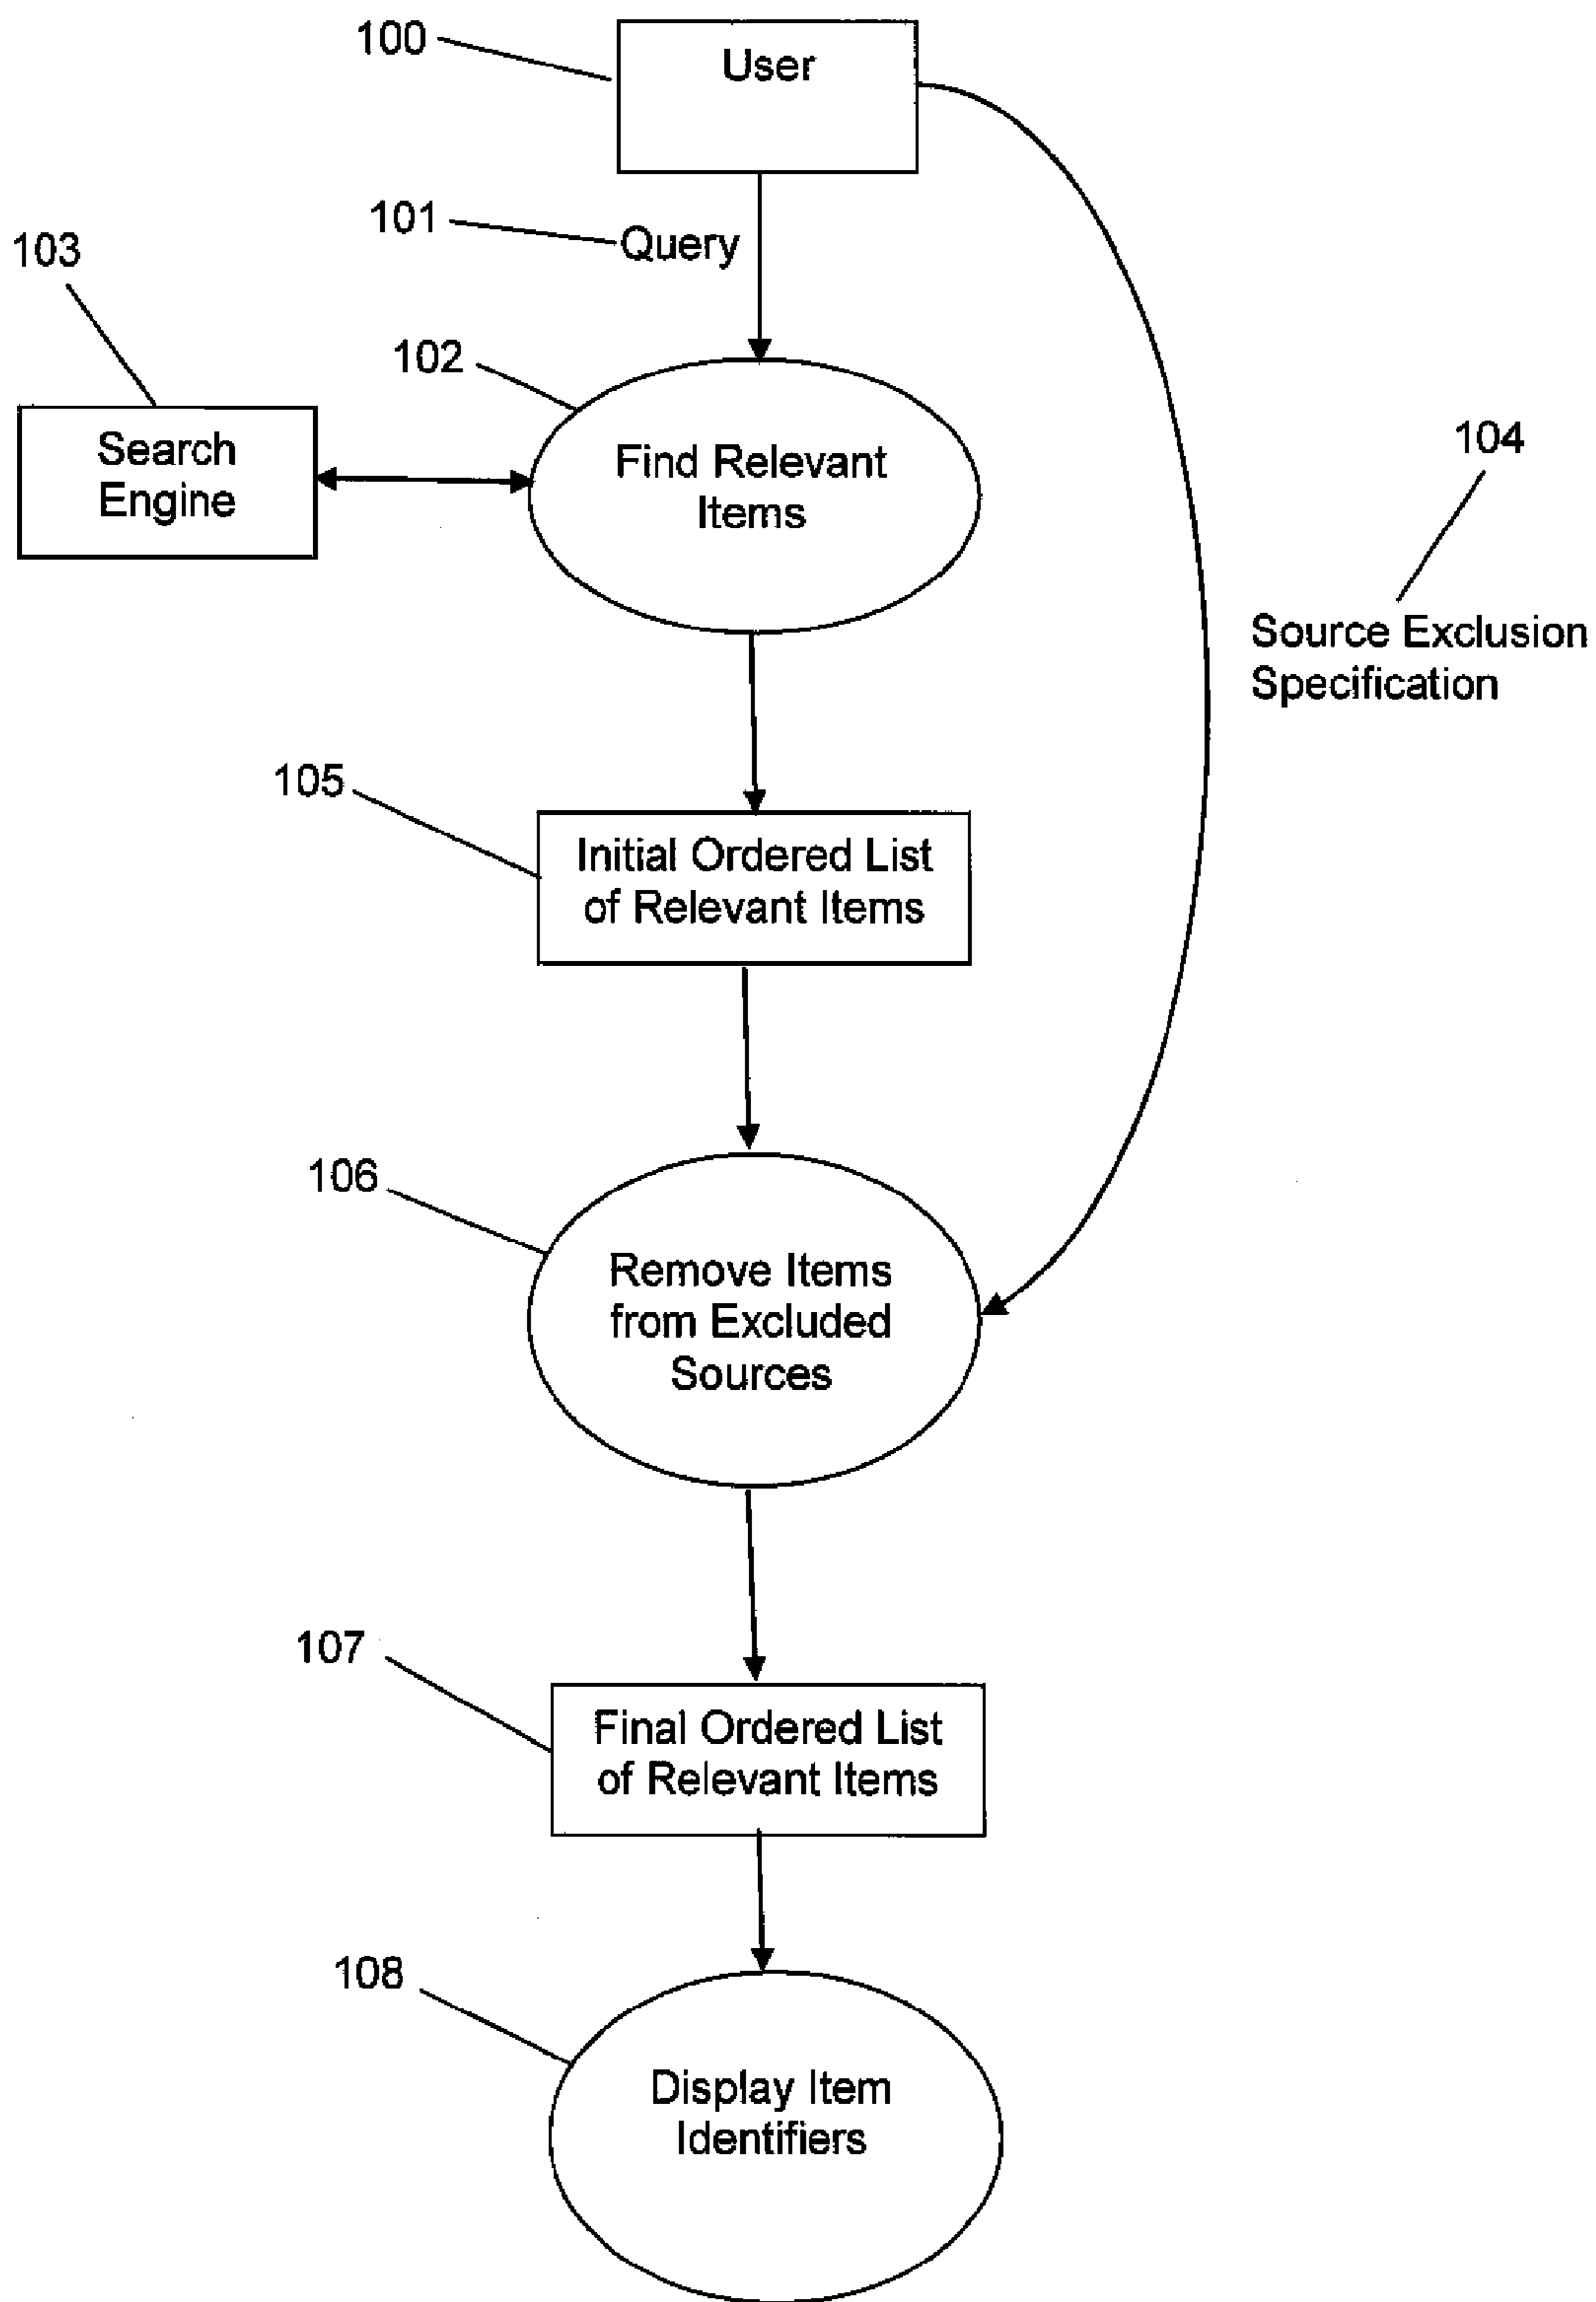 100
User
101
Query
103
102
Search
Engine
Find Relevant
Items
104
Source Exclusion
Specification
105
Initial Ordered List
of Relevant Items
106
Remove Items
from Excluded
Sources
107
Final Ordered List
of Relevant Items
108
Display Item
Identifiers